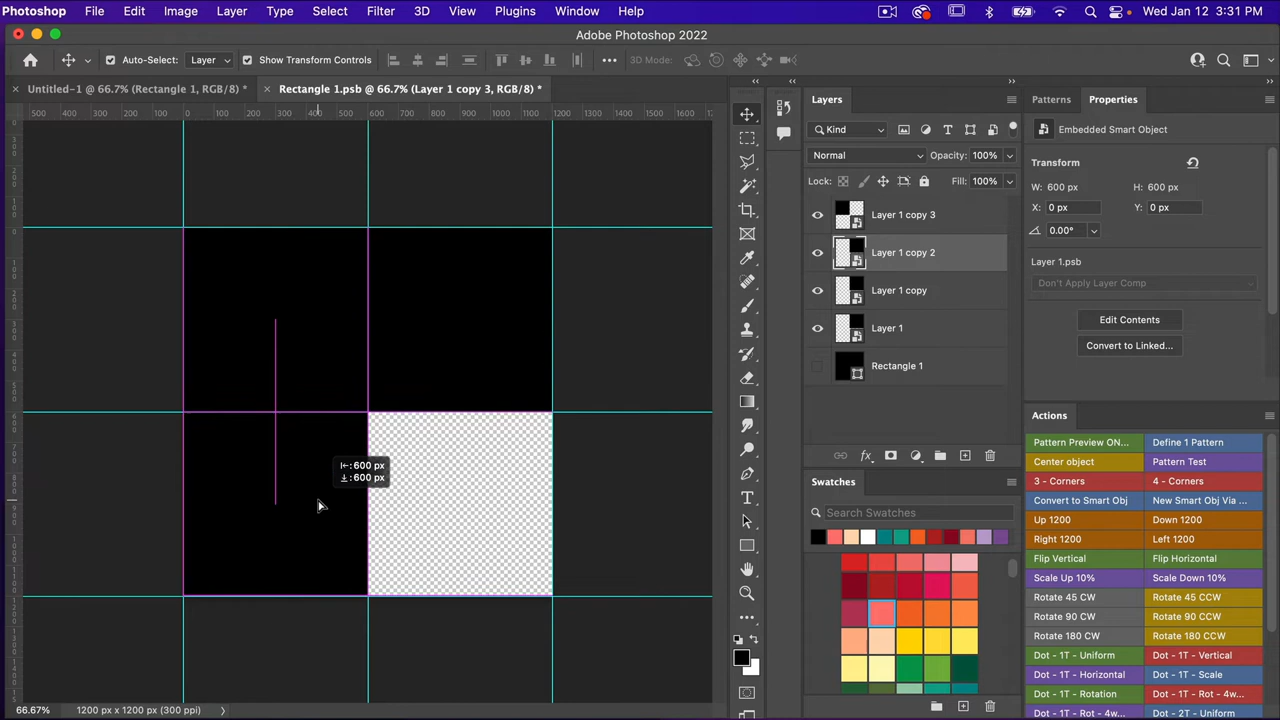 Photoshop File Edit Image Layer Type Select Filter 3D View Plugins Window Help Wed Jan 12 3:31 PM
Adobe Photoshop 2022
Auto-Select: Layer Show Transform Controls 3D Mode:
Untitled-1 @ 66.7% (Rectangle 1, RGB/8) * Rectangle 1.psb @ 66.7% (Layer 1 copy 3, RGB/8) *
500 400 300 200 100 0 100 200 300 400 500 600 700 800 900 1000 1100 1200 1300 1400 1500 1600
Layers
Kind
Normal Opacity: 100%
Lock: Fill: 100%
Layer 1 copy 3
Layer 1 copy 2
Layer 1 copy
Layer 1
Rectangle 1
Patterns Properties
Embedded Smart Object
Transform
W: 600 px H: 600 px
X: 0 px Y: 0 px
0.00°
Layer 1.psb
Don't Apply Layer Comp
Edit Contents
Convert to Linked...
600 px
600 px
Swatches
Search Swatches
Actions
Pattern Preview ON... Define 1 Pattern
Center object Pattern Test
3 - Corners 4 - Corners
Convert to Smart Obj New Smart Obj Via ...
Up 1200 Down 1200
Right 1200 Left 1200
Flip Vertical Flip Horizontal
Scale Up 10% Scale Down 10%
Rotate 45 CW Rotate 45 CCW
Rotate 90 CW Rotate 90 CCW
Rotate 180 CW Rotate 180 CCW
Dot - 1T - Uniform Dot - 1T - Vertical
Dot - 1T - Horizontal Dot - 1T - Scale
Dot - 1T - Rotation Dot - 1T - Rot - 4w...
Dot - 1T - Rot - 4w... Dot - 2T - Uniform
66.67% 1200 px x 1200 px (300 ppi)